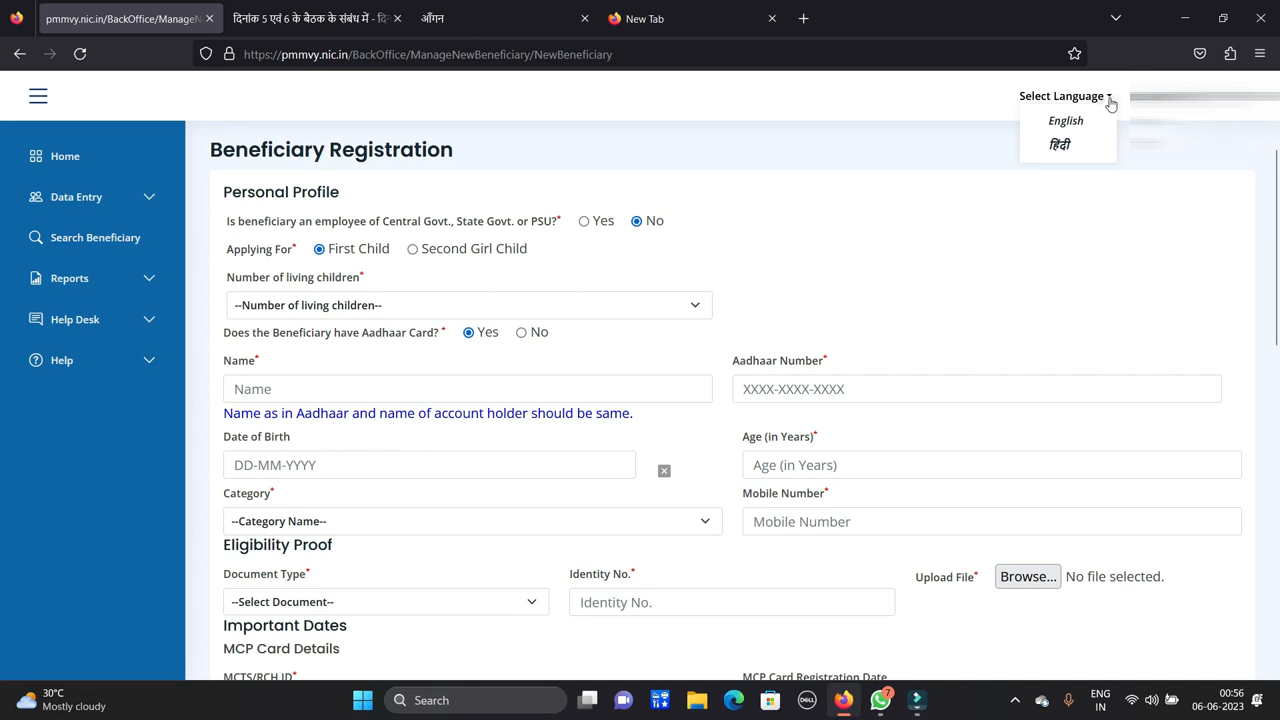 pmmvy.nic.in/BackOffice/ManageN
दिनांक 5 एवं 6 के बैठक के संबंध में - दि
आँगन
New Tab
https://pmmvy.nic.in/BackOffice/ManageNewBeneficiary/NewBeneficiary
Select Language
English
हिंदी
Home
Data Entry
Search Beneficiary
Reports
Help Desk
Help
Beneficiary Registration
Personal Profile
Is beneficiary an employee of Central Govt., State Govt. or PSU?* Yes No
Applying For* First Child Second Girl Child
Number of living children*
--Number of living children--
Does the Beneficiary have Aadhaar Card? * Yes No
Name* Aadhaar Number*
Name XXXX-XXXX-XXXX
Name as in Aadhaar and name of account holder should be same.
Date of Birth Age (in Years)*
DD-MM-YYYY Age (in Years)
Category* Mobile Number*
--Category Name-- Mobile Number
Eligibility Proof
Document Type* Identity No.* Upload File* Browse... No file selected.
--Select Document-- Identity No.
Important Dates
MCP Card Details
MCTS/RCH ID* MCP Card Registration Date
30°C
Mostly cloudy
Search
DELL
7
ENG
IN
00:56
06-06-2023